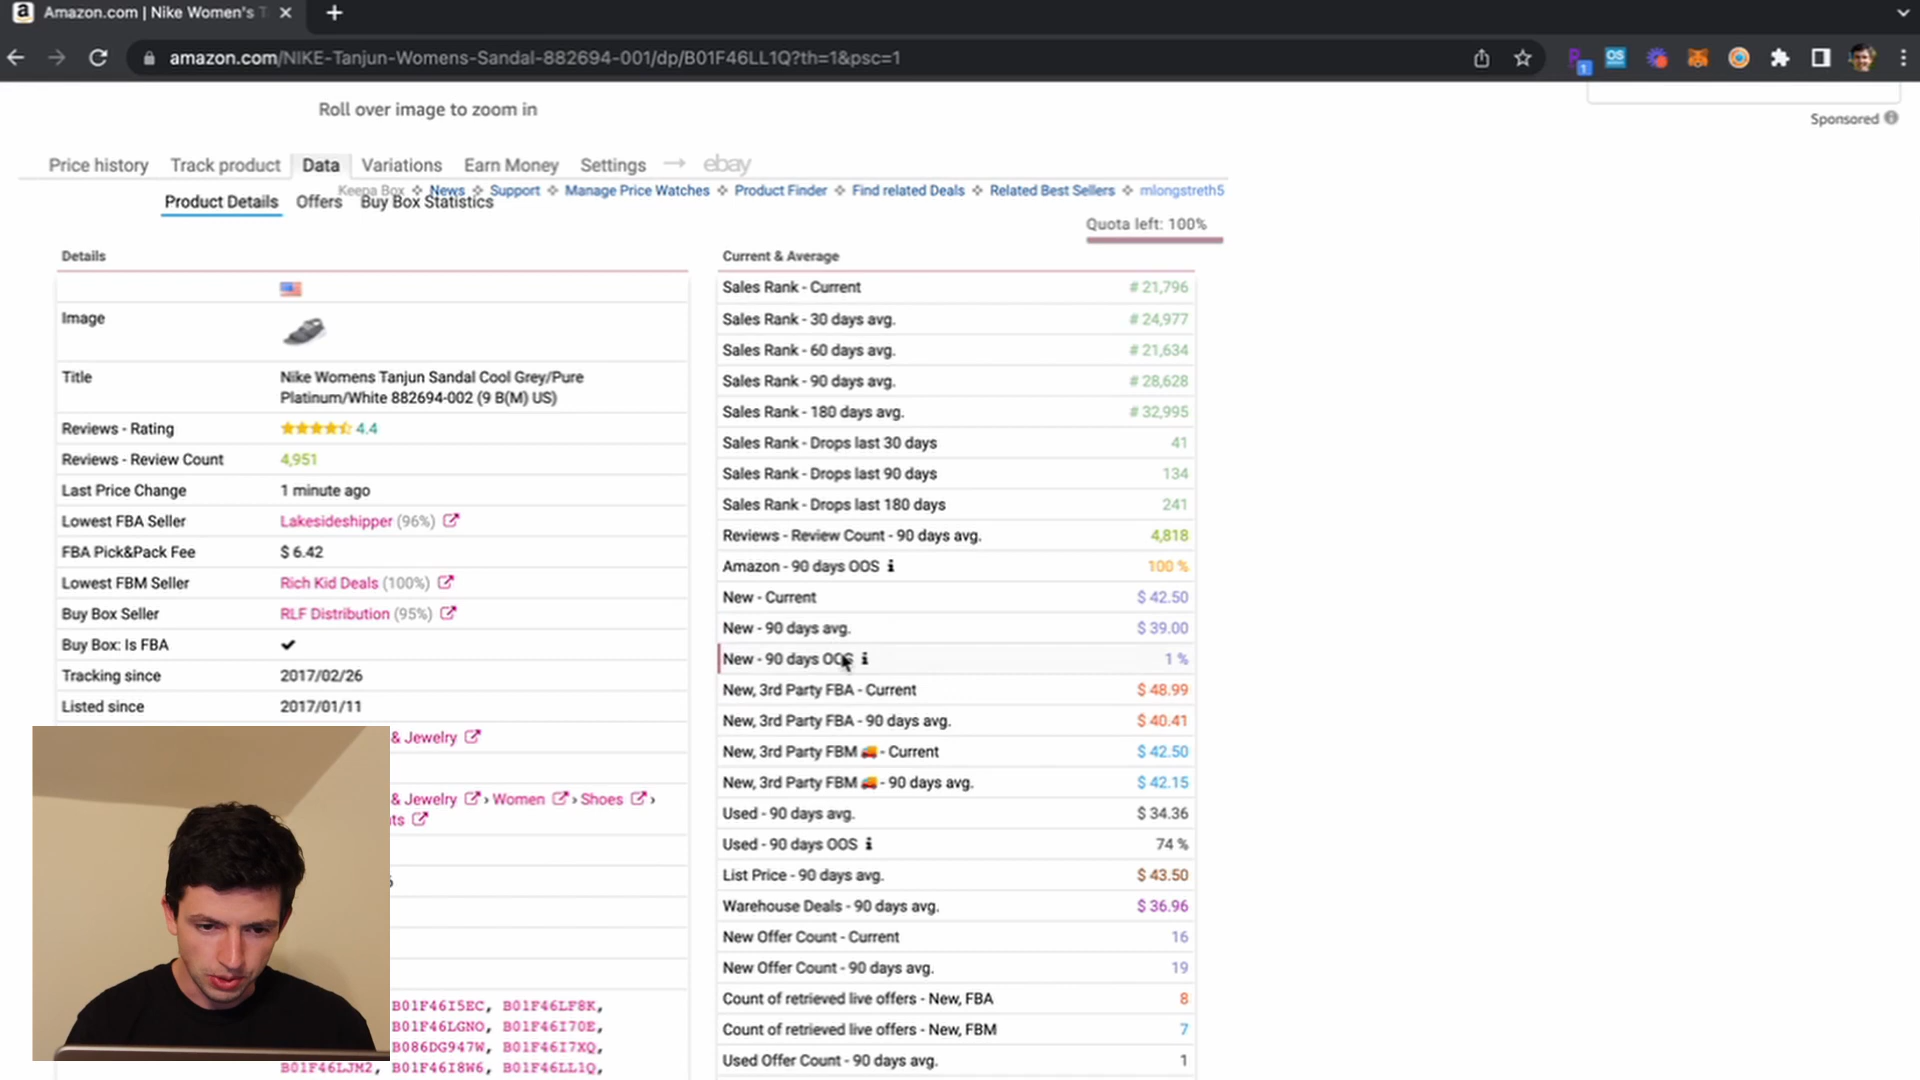 Amazon.com | Nike Women's T
amazon.com/NIKE-Tanjun-Womens-Sandal-882694-001/dp/B01F46LL1Q?th=1&psc=1
1
OS
Roll over image to zoom in
Sponsored
Price history Track product Data Variations Earn Money Settings → ebay
Keepa Box ⁘ News ⁘ Support ⁘ Manage Price Watches ⁘ Product Finder ⁘ Find related Deals ⁘ Related Best Sellers ⁘ mlongstreth5
Product Details Offers Buy Box Statistics
Quota left: 100%
Details
Image
Title Nike Womens Tanjun Sandal Cool Grey/Pure
Platinum/White 882694-002 (9 B(M) US)
Reviews - Rating 4.4
Reviews - Review Count 4,951
Last Price Change 1 minute ago
Lowest FBA Seller Lakesideshipper (96%)
FBA Pick&Pack Fee $ 6.42
Lowest FBM Seller Rich Kid Deals (100%)
Buy Box Seller RLF Distribution (95%)
Buy Box: Is FBA ✔
Tracking since 2017/02/26
Listed since 2017/01/11
& Jewelry
& Jewelry › Women › Shoes ›
ts
B01F46I5EC, B01F46LF8K,
B01F46LGNO, B01F46I70E,
B086DG947W, B01F46I7XQ,
B01F46LJM2, B01F46I8W6, B01F46LL1Q,
Current & Average
Sales Rank - Current # 21,796
Sales Rank - 30 days avg. # 24,977
Sales Rank - 60 days avg. # 21,634
Sales Rank - 90 days avg. # 28,628
Sales Rank - 180 days avg. # 32,995
Sales Rank - Drops last 30 days 41
Sales Rank - Drops last 90 days 134
Sales Rank - Drops last 180 days 241
Reviews - Review Count - 90 days avg. 4,818
Amazon - 90 days OOS 100 %
New - Current $ 42.50
New - 90 days avg. $ 39.00
New - 90 days OOS 1 %
New, 3rd Party FBA - Current $ 48.99
New, 3rd Party FBA - 90 days avg. $ 40.41
New, 3rd Party FBM 🚚 - Current $ 42.50
New, 3rd Party FBM 🚚 - 90 days avg. $ 42.15
Used - 90 days avg. $ 34.36
Used - 90 days OOS 74 %
List Price - 90 days avg. $ 43.50
Warehouse Deals - 90 days avg. $ 36.96
New Offer Count - Current 16
New Offer Count - 90 days avg. 19
Count of retrieved live offers - New, FBA 8
Count of retrieved live offers - New, FBM 7
Used Offer Count - 90 days avg. 1